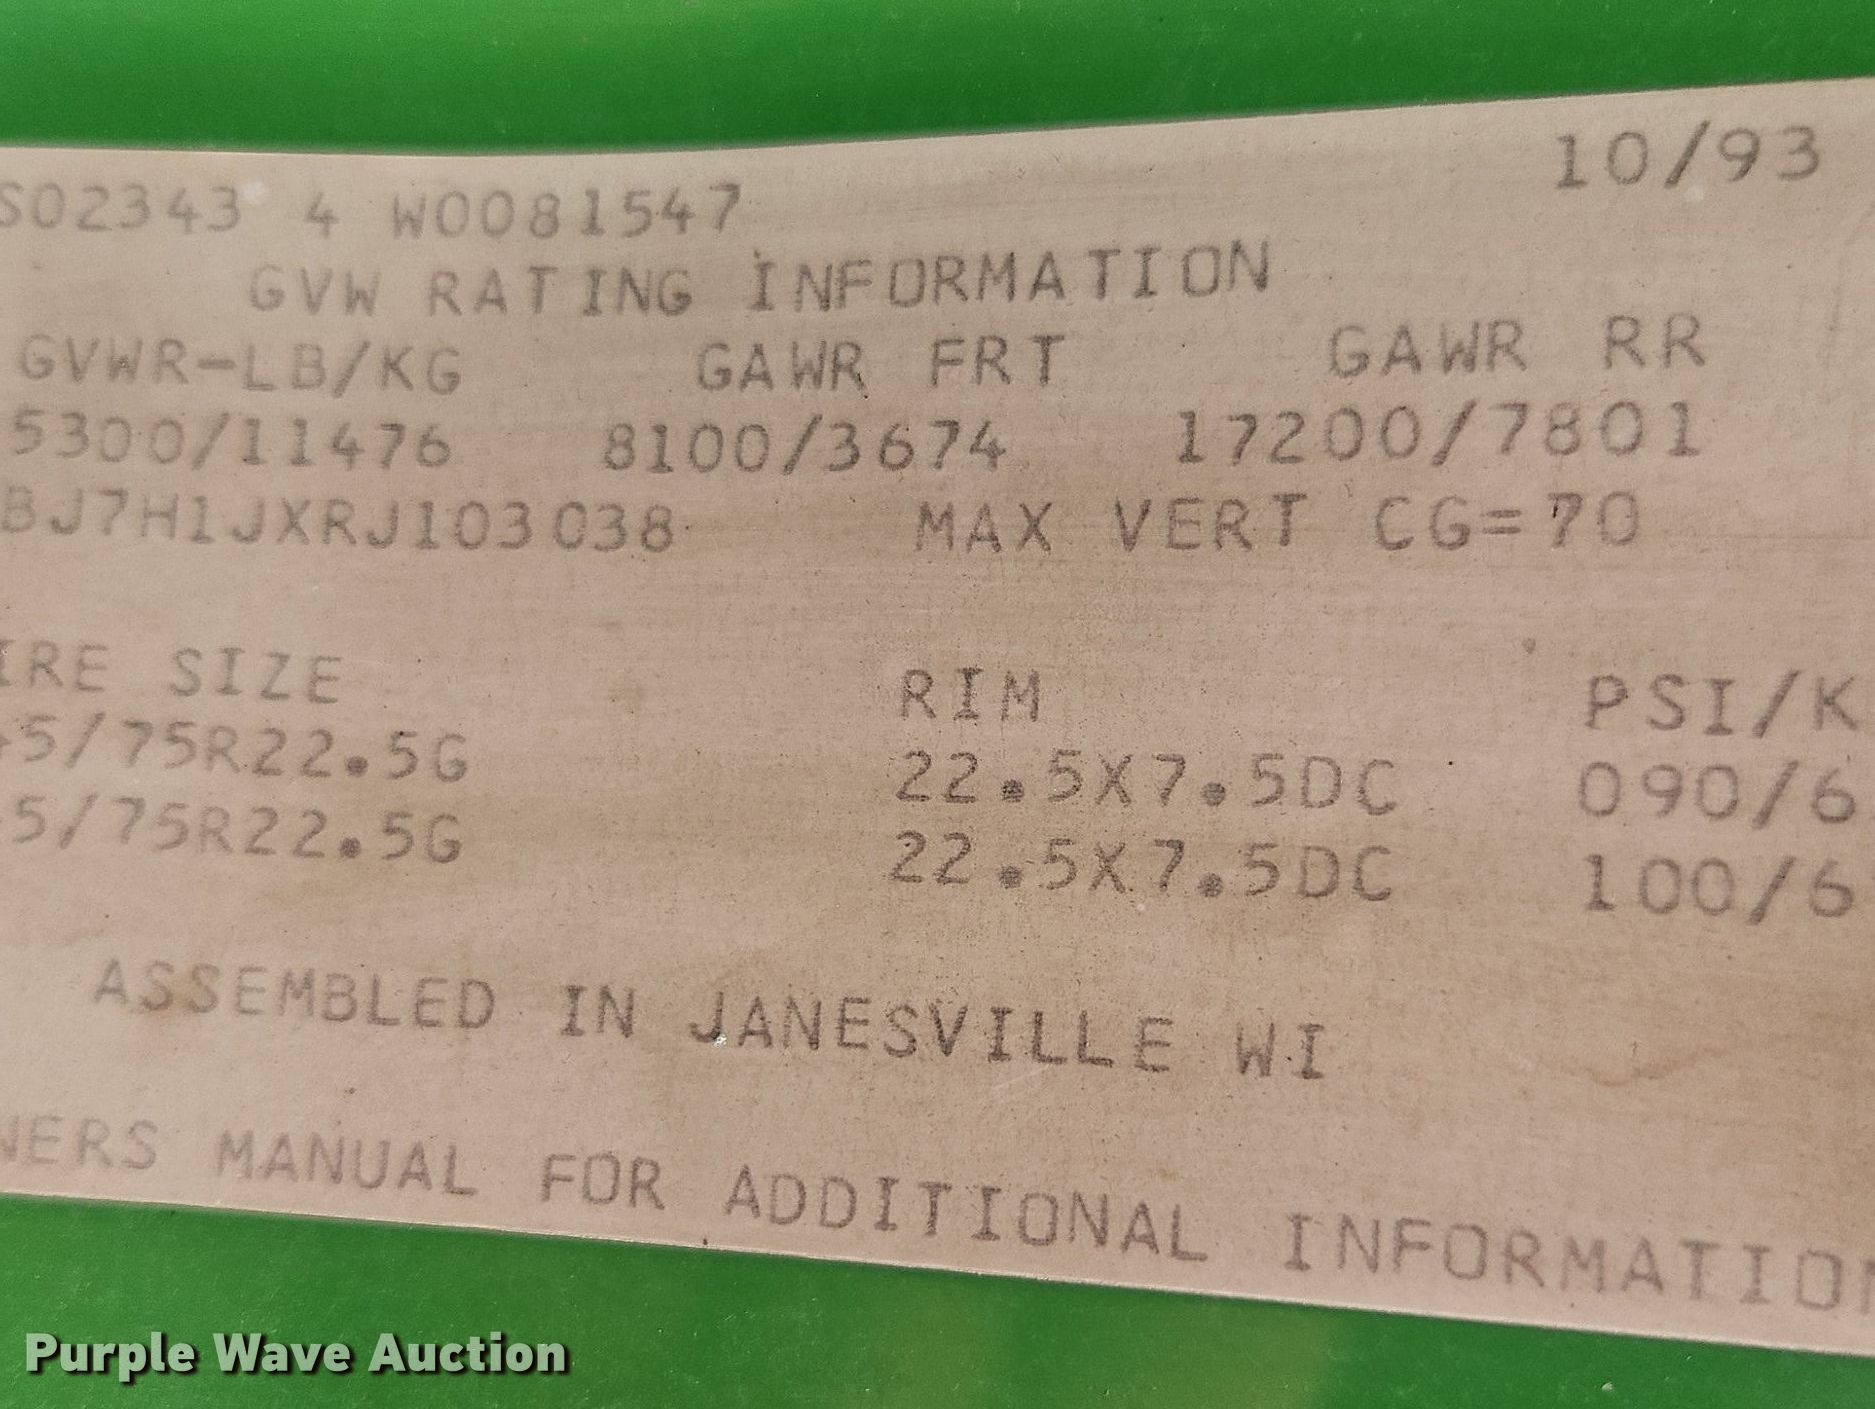 10/93
S02343 4 W0081547
GVW RATING INFORMATION
GVWR-LB/KG GAWR FRT GAWR RR
5300/11476 8100/3674 17200/7801
BJ7H1JXRJ103038 MAX VERT CG=70
IRE SIZE RIM PSI/K
5/75R22.5G 22.5X7.5DC 090/6
5/75R22.5G 22.5X7.5DC 100/6
ASSEMBLED IN JANESVILLE WI
NERS MANUAL FOR ADDITIONAL INFORMATION
Purple Wave Auction